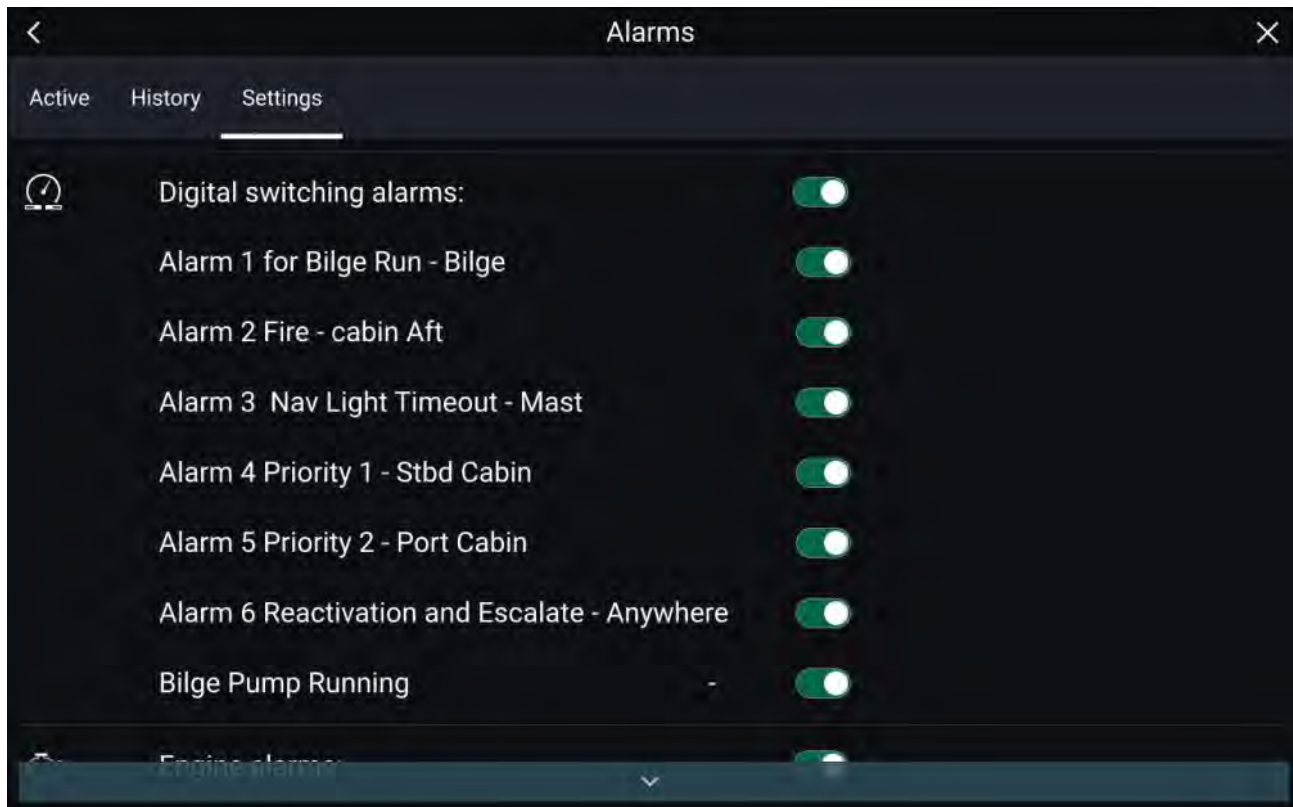 Alarms
Active History Settings
Digital switching alarms:
Alarm 1 for Bilge Run - Bilge
Alarm 2 Fire - cabin Aft
Alarm 3  Nav Light Timeout - Mast
Alarm 4 Priority 1 - Stbd Cabin
Alarm 5 Priority 2 - Port Cabin
Alarm 6 Reactivation and Escalate - Anywhere
Bilge Pump Running -
Engine alarms: